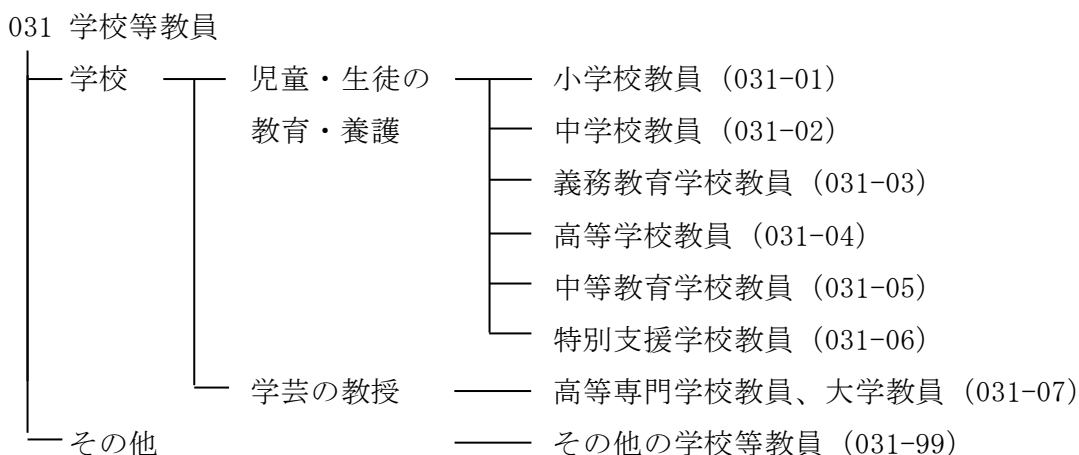 031 学校等教員
学校 児童・生徒の 小学校教員（031-01）
教育・養護 中学校教員（031-02）
義務教育学校教員（031-03）
高等学校教員（031-04）
中等教育学校教員（031-05）
特別支援学校教員（031-06）
学芸の教授 高等専門学校教員、大学教員（031-07）
その他 その他の学校等教員（031-99）